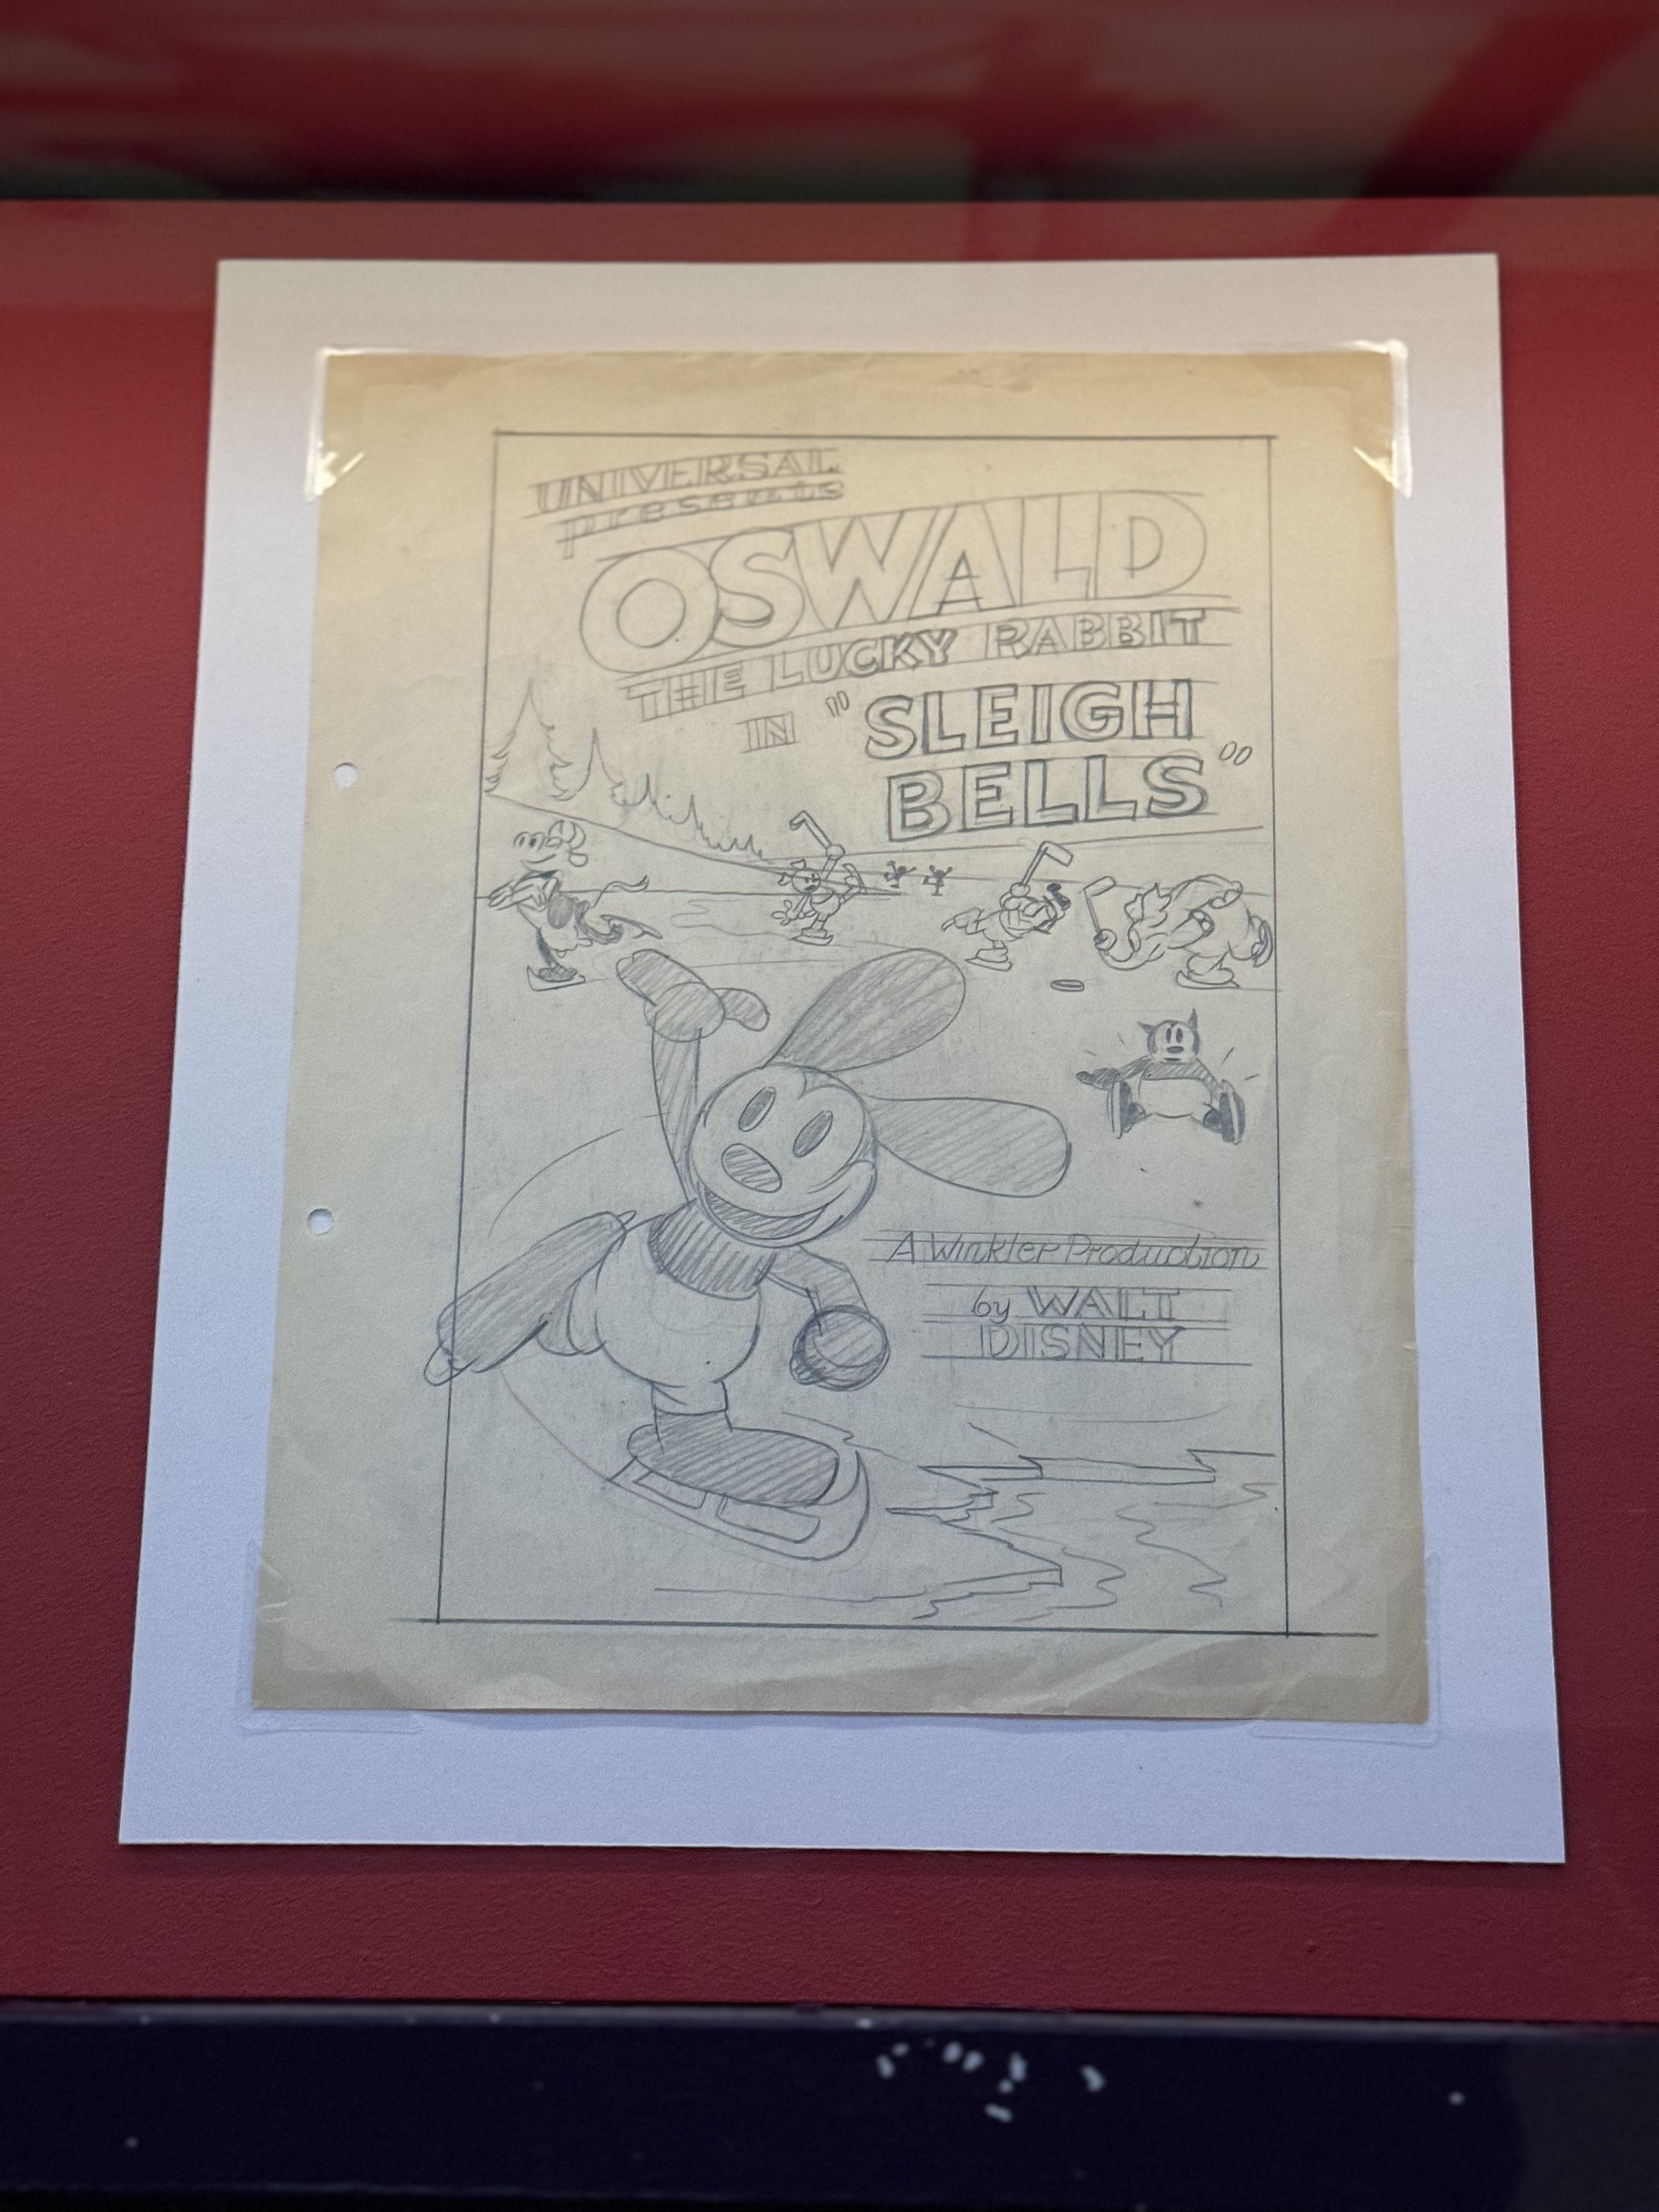 UNIVERSAL
presents
OSWALD
THE LUCKY RABBIT
IN "SLEIGH
BELLS"
A Winkler Production
by WALT
DISNEY